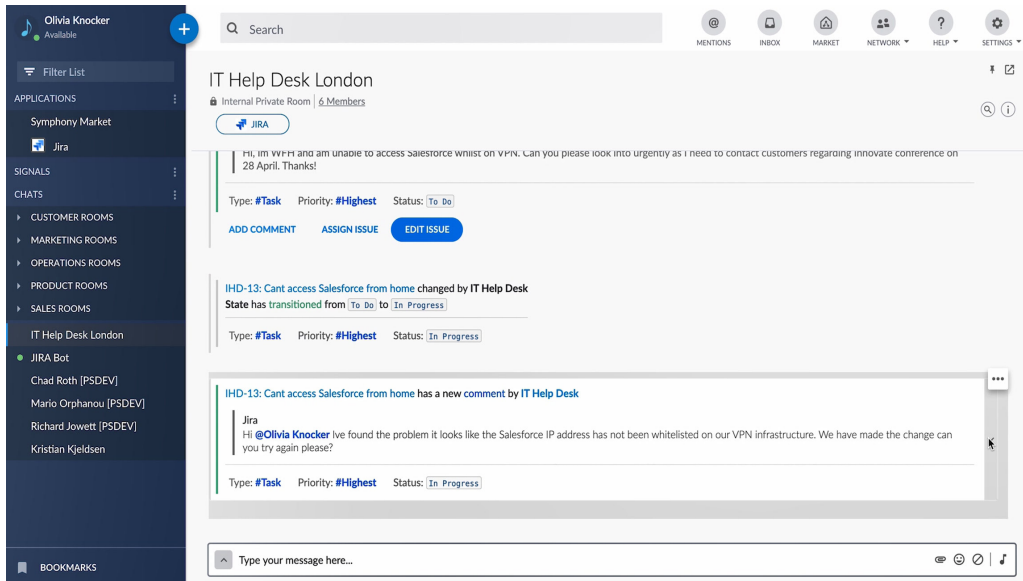 Olivia Knocker
Available
Filter List
APPLICATIONS
Symphony Market
Jira
SIGNALS
CHATS
CUSTOMER ROOMS
MARKETING ROOMS
OPERATIONS ROOMS
PRODUCT ROOMS
SALES ROOMS
IT Help Desk London
JIRA Bot
Chad Roth [PSDEV]
Mario Orphanou [PSDEV]
Richard Jowett [PSDEV]
Kristian Kjeldsen
BOOKMARKS
Search
MENTIONS
INBOX
MARKET
NETWORK
HELP
SETTINGS
IT Help Desk London
Internal Private Room | 6 Members
JIRA
Hi, Im WFH and am unable to access Salesforce whilst on VPN. Can you please look into urgently as I need to contact customers regarding Innovate conference on
28 April. Thanks!
Type: #Task Priority: #Highest Status: To Do
ADD COMMENT ASSIGN ISSUE EDIT ISSUE
IHD-13: Cant access Salesforce from home changed by IT Help Desk
State has transitioned from To Do to In Progress
Type: #Task Priority: #Highest Status: In Progress
IHD-13: Cant access Salesforce from home has a new comment by IT Help Desk
Jira
Hi @Olivia Knocker Ive found the problem it looks like the Salesforce IP address has not been whitelisted on our VPN infrastructure. We have made the change can
you try again please?
Type: #Task Priority: #Highest Status: In Progress
Type your message here...